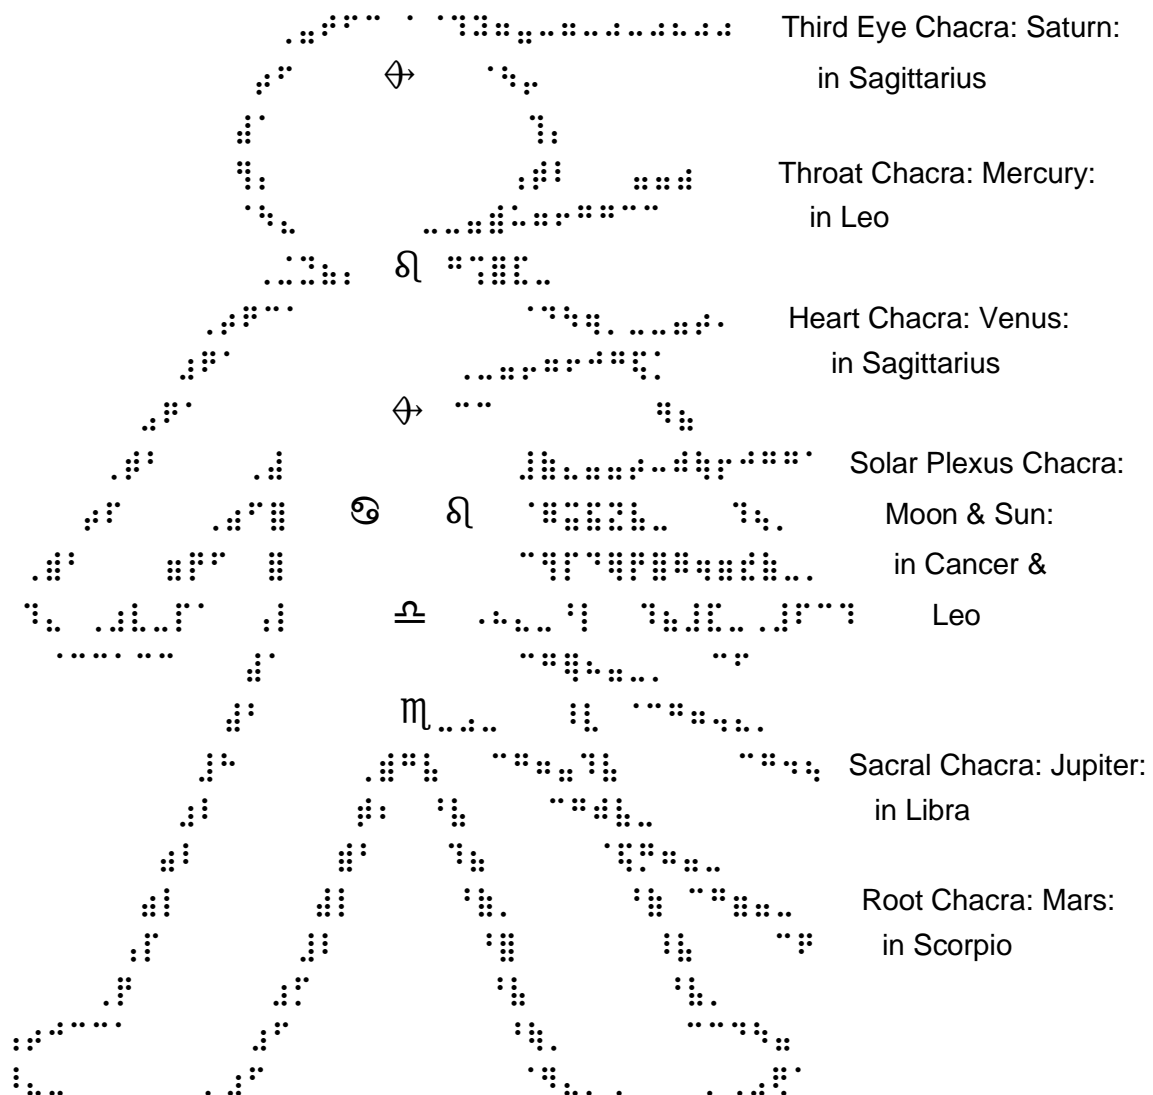 Third Eye Chacra: Saturn:
in Sagittarius
Throat Chacra: Mercury:
in Leo
Heart Chacra: Venus:
in Sagittarius
Solar Plexus Chacra:
Moon & Sun:
in Cancer &
Leo
Sacral Chacra: Jupiter:
in Libra
Root Chacra: Mars:
in Scorpio